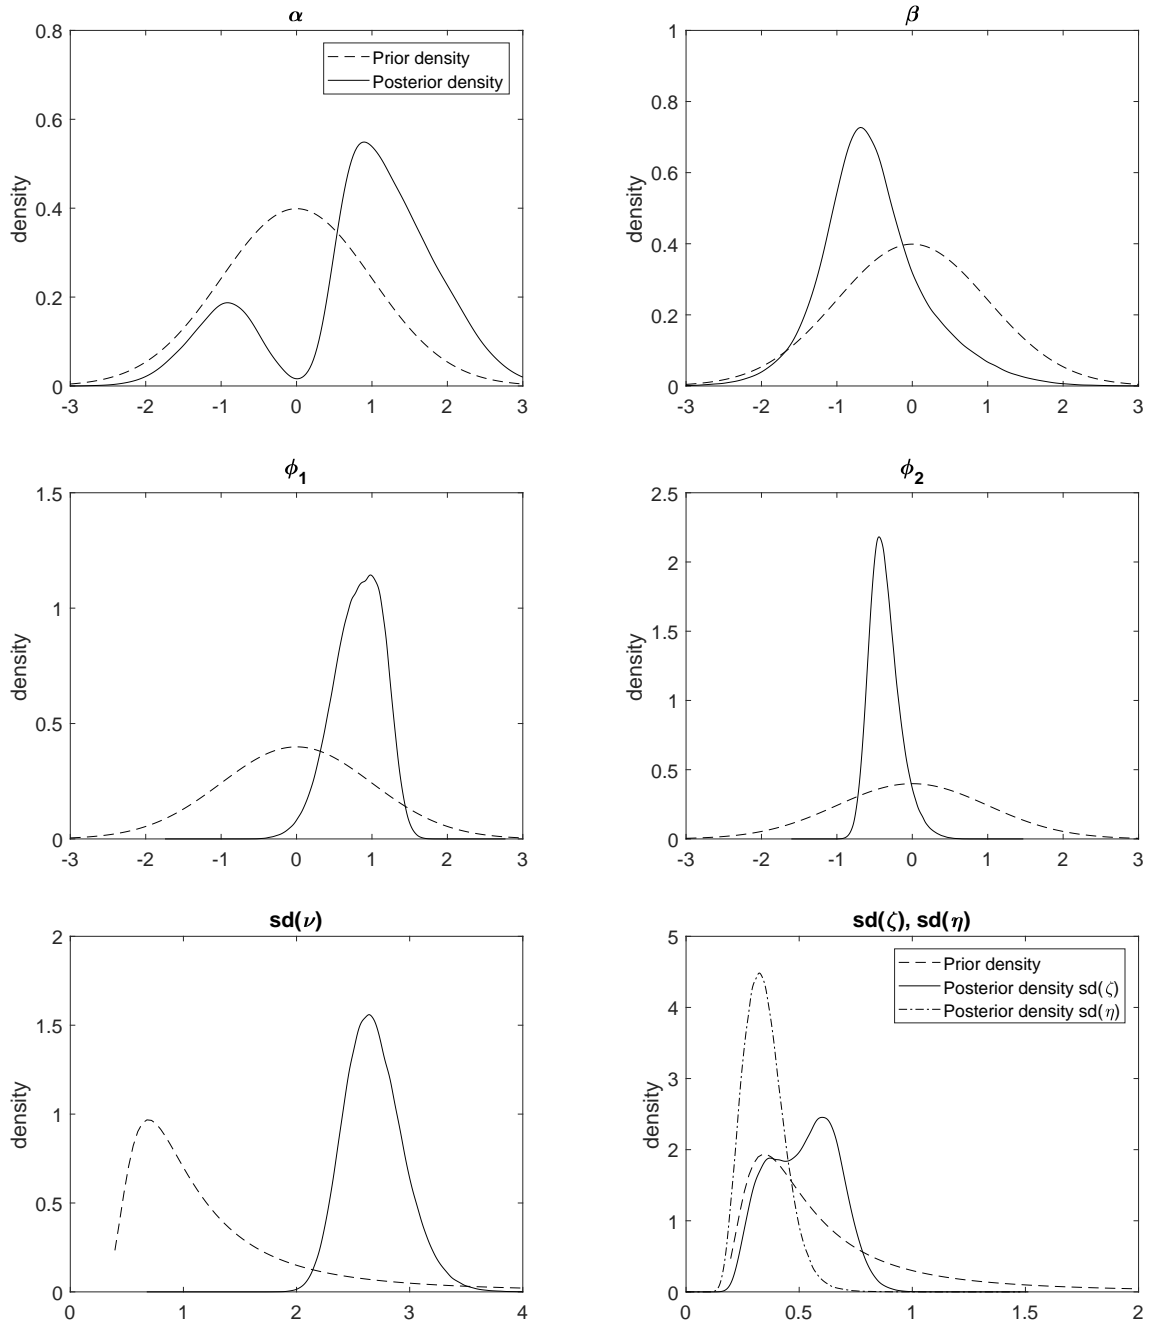 α
0.8
0.6
0.4
0.2
0
density
-3 -2 -1 0 1 2 3
Prior density
Posterior density
β
1
0.8
0.6
0.4
0.2
0
density
-3 -2 -1 0 1 2 3
ϕ1
1.5
1
0.5
0
density
-3 -2 -1 0 1 2 3
ϕ2
2.5
2
1.5
1
0.5
0
density
-3 -2 -1 0 1 2 3
sd(ν)
2
1.5
1
0.5
0
density
0 1 2 3 4
sd(ζ), sd(η)
5
4
3
2
1
0
density
0 0.5 1 1.5 2
Prior density
Posterior density sd(ζ)
Posterior density sd(η)